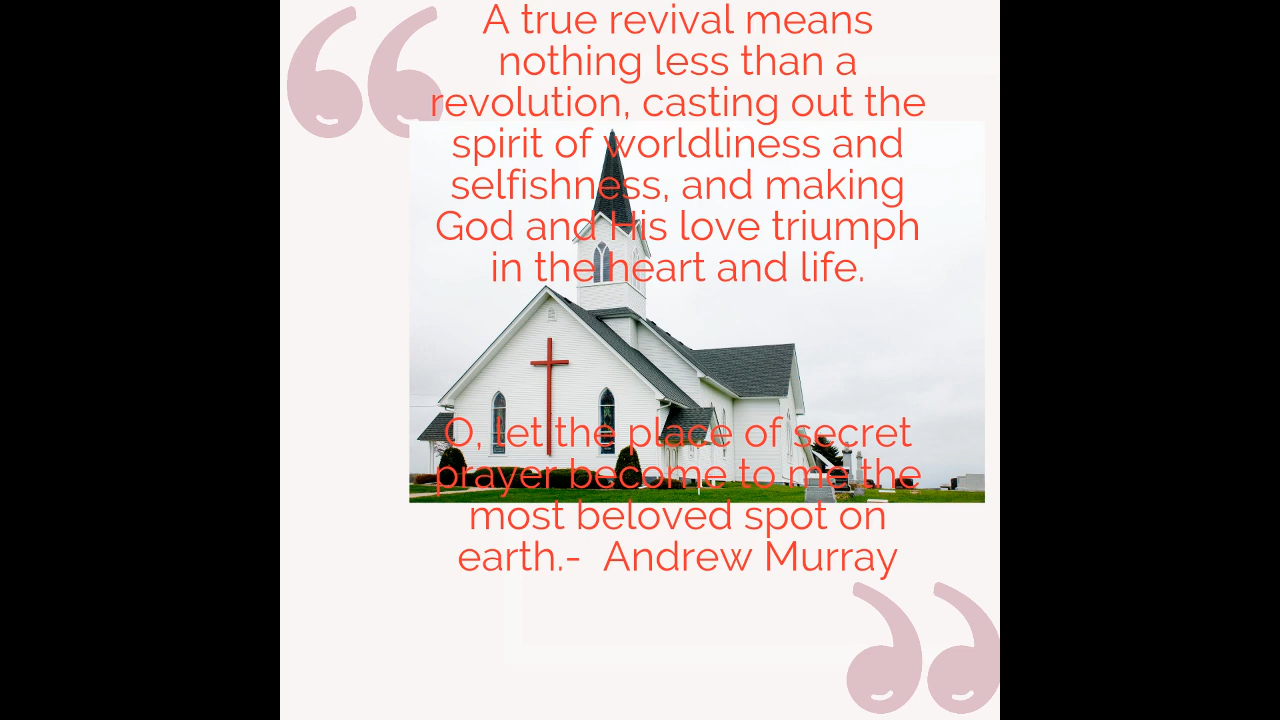 A true revival means
nothing less than a
revolution, casting out the
spirit of worldliness and
selfishness, and making
God and His love triumph
in the heart and life.
O, let the place of secret
prayer become to me the
most beloved spot on
earth.-  Andrew Murray